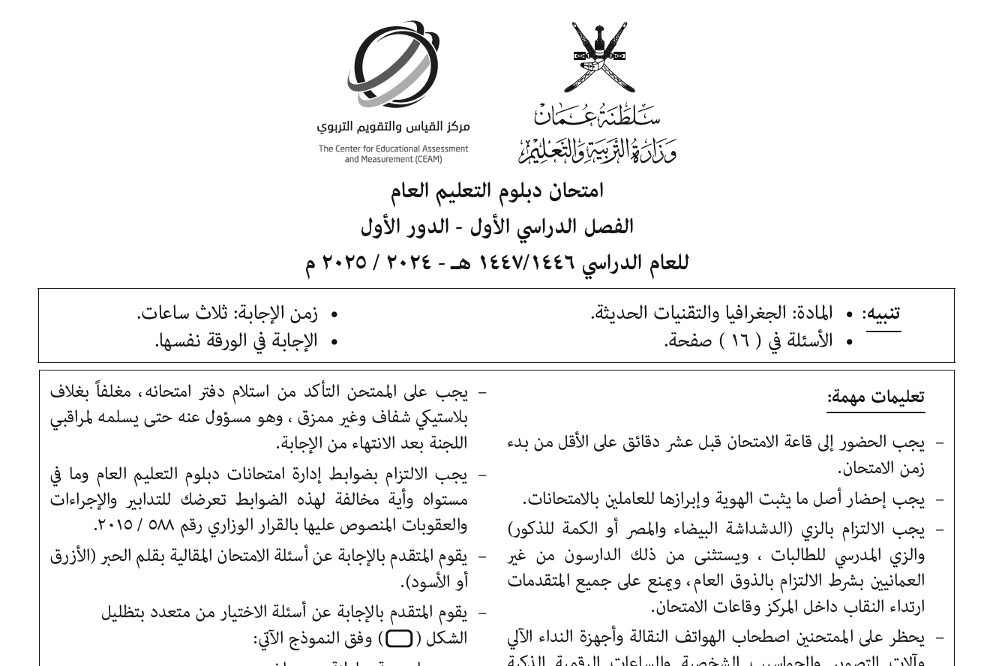 سلطنة عمان
وزارة التربية والتعليم
مركز القياس والتقويم التربوي
The Center for Educational Assessment
and Measurement (CEAM)
امتحان دبلوم التعليم العام
الفصل الدراسي الأول - الدور الأول
للعام الدراسي ١٤٤٧/١٤٤٦ هـ - ٢٠٢٤ / ٢٠٢٥ م
تنبيه: • المادة: الجغرافيا والتقنيات الحديثة.
• الأسئلة في ( ١٦ ) صفحة.
• زمن الإجابة: ثلاث ساعات.
• الإجابة في الورقة نفسها.
تعليمات مهمة:
– يجب الحضور إلى قاعة الامتحان قبل عشر دقائق على الأقل من بدء
زمن الامتحان.
– يجب إحضار أصل ما يثبت الهوية وإبرازها للعاملين بالامتحانات.
– يجب الالتزام بالزي (الدشداشة البيضاء والمصر أو الكمة للذكور)
والزي المدرسي للطالبات ، ويستثنى من ذلك الدارسون من غير
العمانيين بشرط الالتزام بالذوق العام، ويمنع على جميع المتقدمات
ارتداء النقاب داخل المركز وقاعات الامتحان.
– يحظر على الممتحنين اصطحاب الهواتف النقالة وأجهزة النداء الآلي
وآلات التصوير والحواسيب الشخصية والساعات الرقمية الذكية
– يجب على الممتحن التأكد من استلام دفتر امتحانه، مغلفاً بغلاف
بلاستيكي شفاف وغير ممزق ، وهو مسؤول عنه حتى يسلمه لمراقبي
اللجنة بعد الانتهاء من الإجابة.
– يجب الالتزام بضوابط إدارة امتحانات دبلوم التعليم العام وما في
مستواه وأية مخالفة لهذه الضوابط تعرضك للتدابير والإجراءات
والعقوبات المنصوص عليها بالقرار الوزاري رقم ٥٨٨ / ٢٠١٥.
– يقوم المتقدم بالإجابة عن أسئلة الامتحان المقالية بقلم الحبر (الأزرق
أو الأسود).
– يقوم المتقدم بالإجابة عن أسئلة الاختيار من متعدد بتظليل
الشكل ( ) وفق النموذج الآتي: